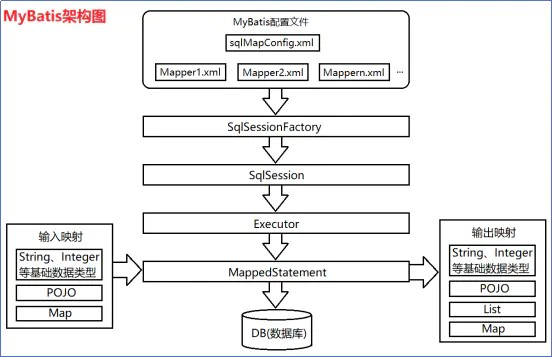 MyBatis架构图
MyBatis配置文件
sqlMapConfig.xml
Mapper1.xml
Mapper2.xml
Mappern.xml
...
SqlSessionFactory
SqlSession
Executor
输入映射
String、Integer
等基础数据类型
POJO
Map
MappedStatement
输出映射
String、Integer
等基础数据类型
POJO
List
Map
DB(数据库)